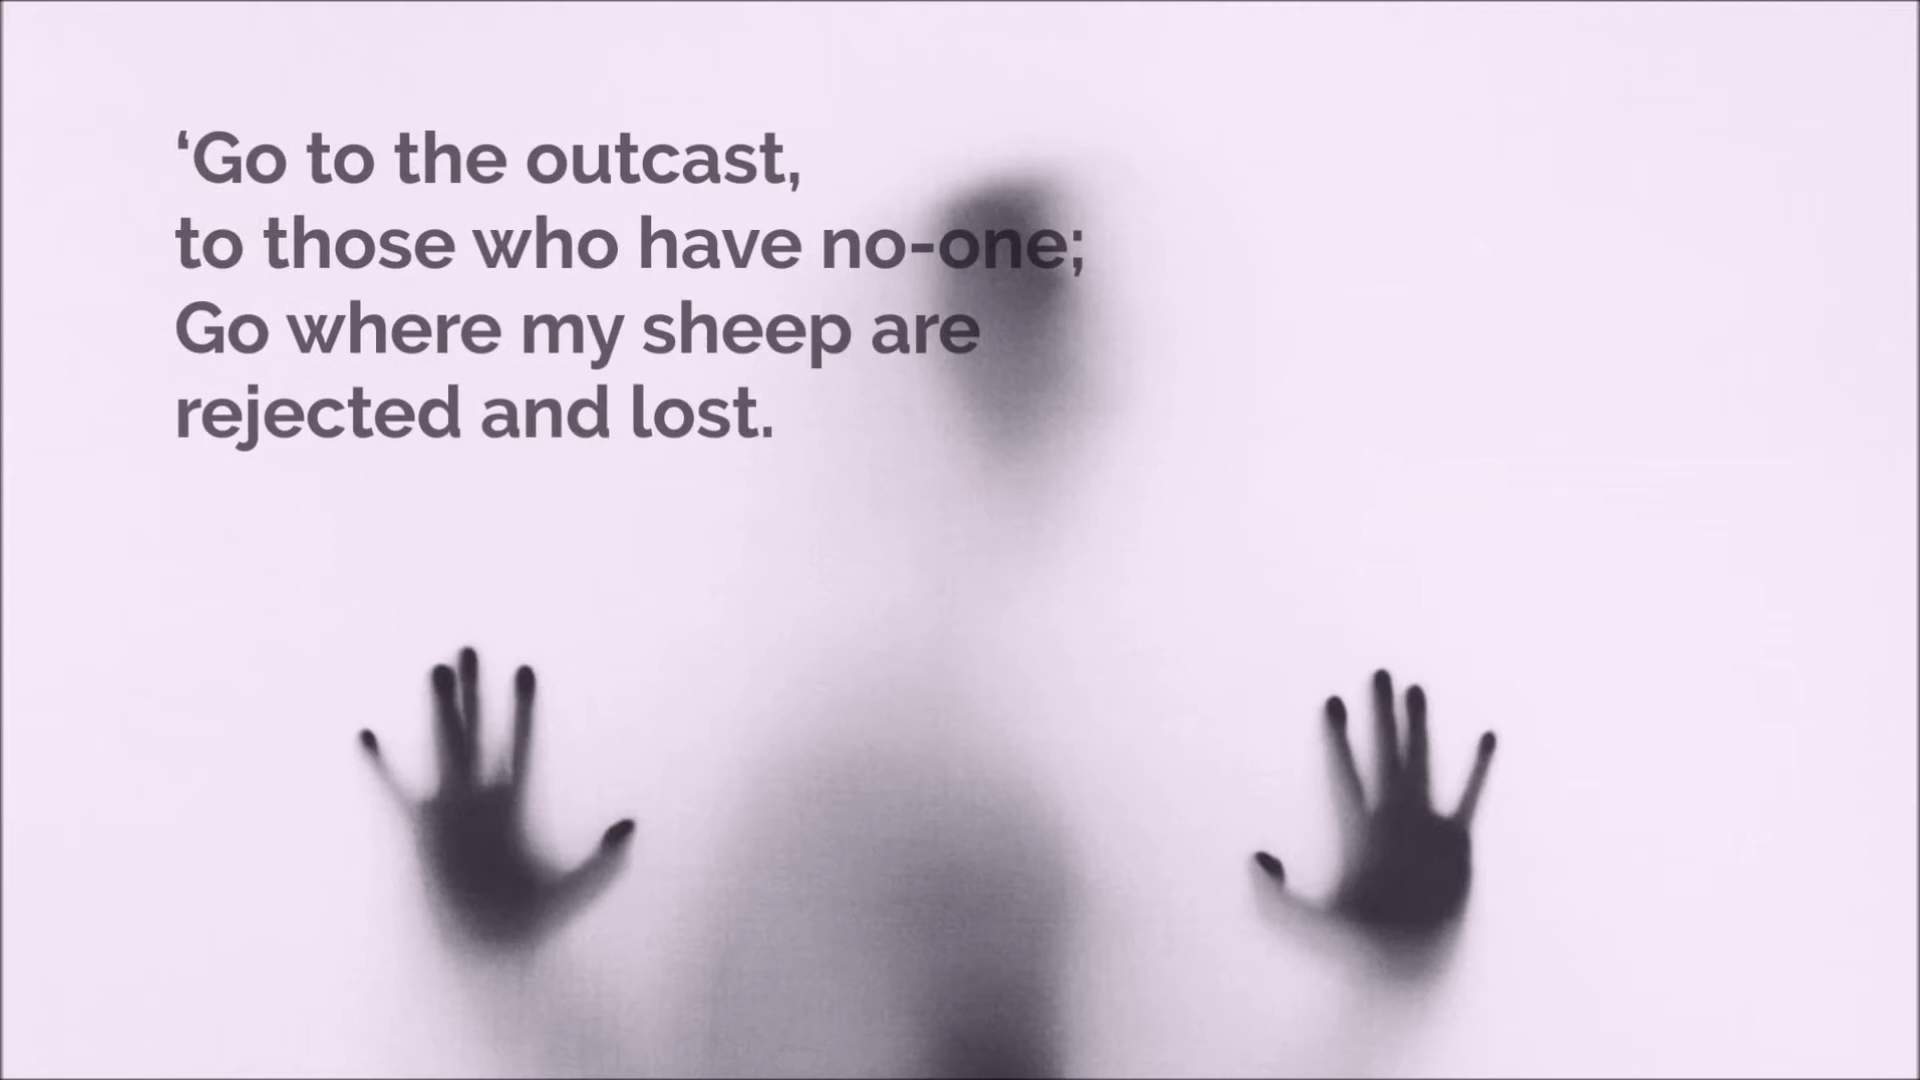 ‘Go to the outcast,
to those who have no-one;
Go where my sheep are
rejected and lost.